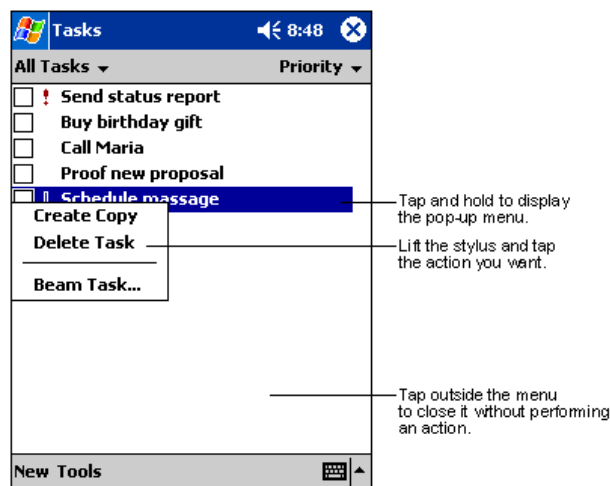 Tasks 8:48
All Tasks Priority
! Send status report
Buy birthday gift
Call Maria
Proof new proposal
Schedule massage
Create Copy
Delete Task
Beam Task...
Tap and hold to display
the pop-up menu.
Lift the stylus and tap
the action you want.
Tap outside the menu
to close it without performing
an action.
New Tools